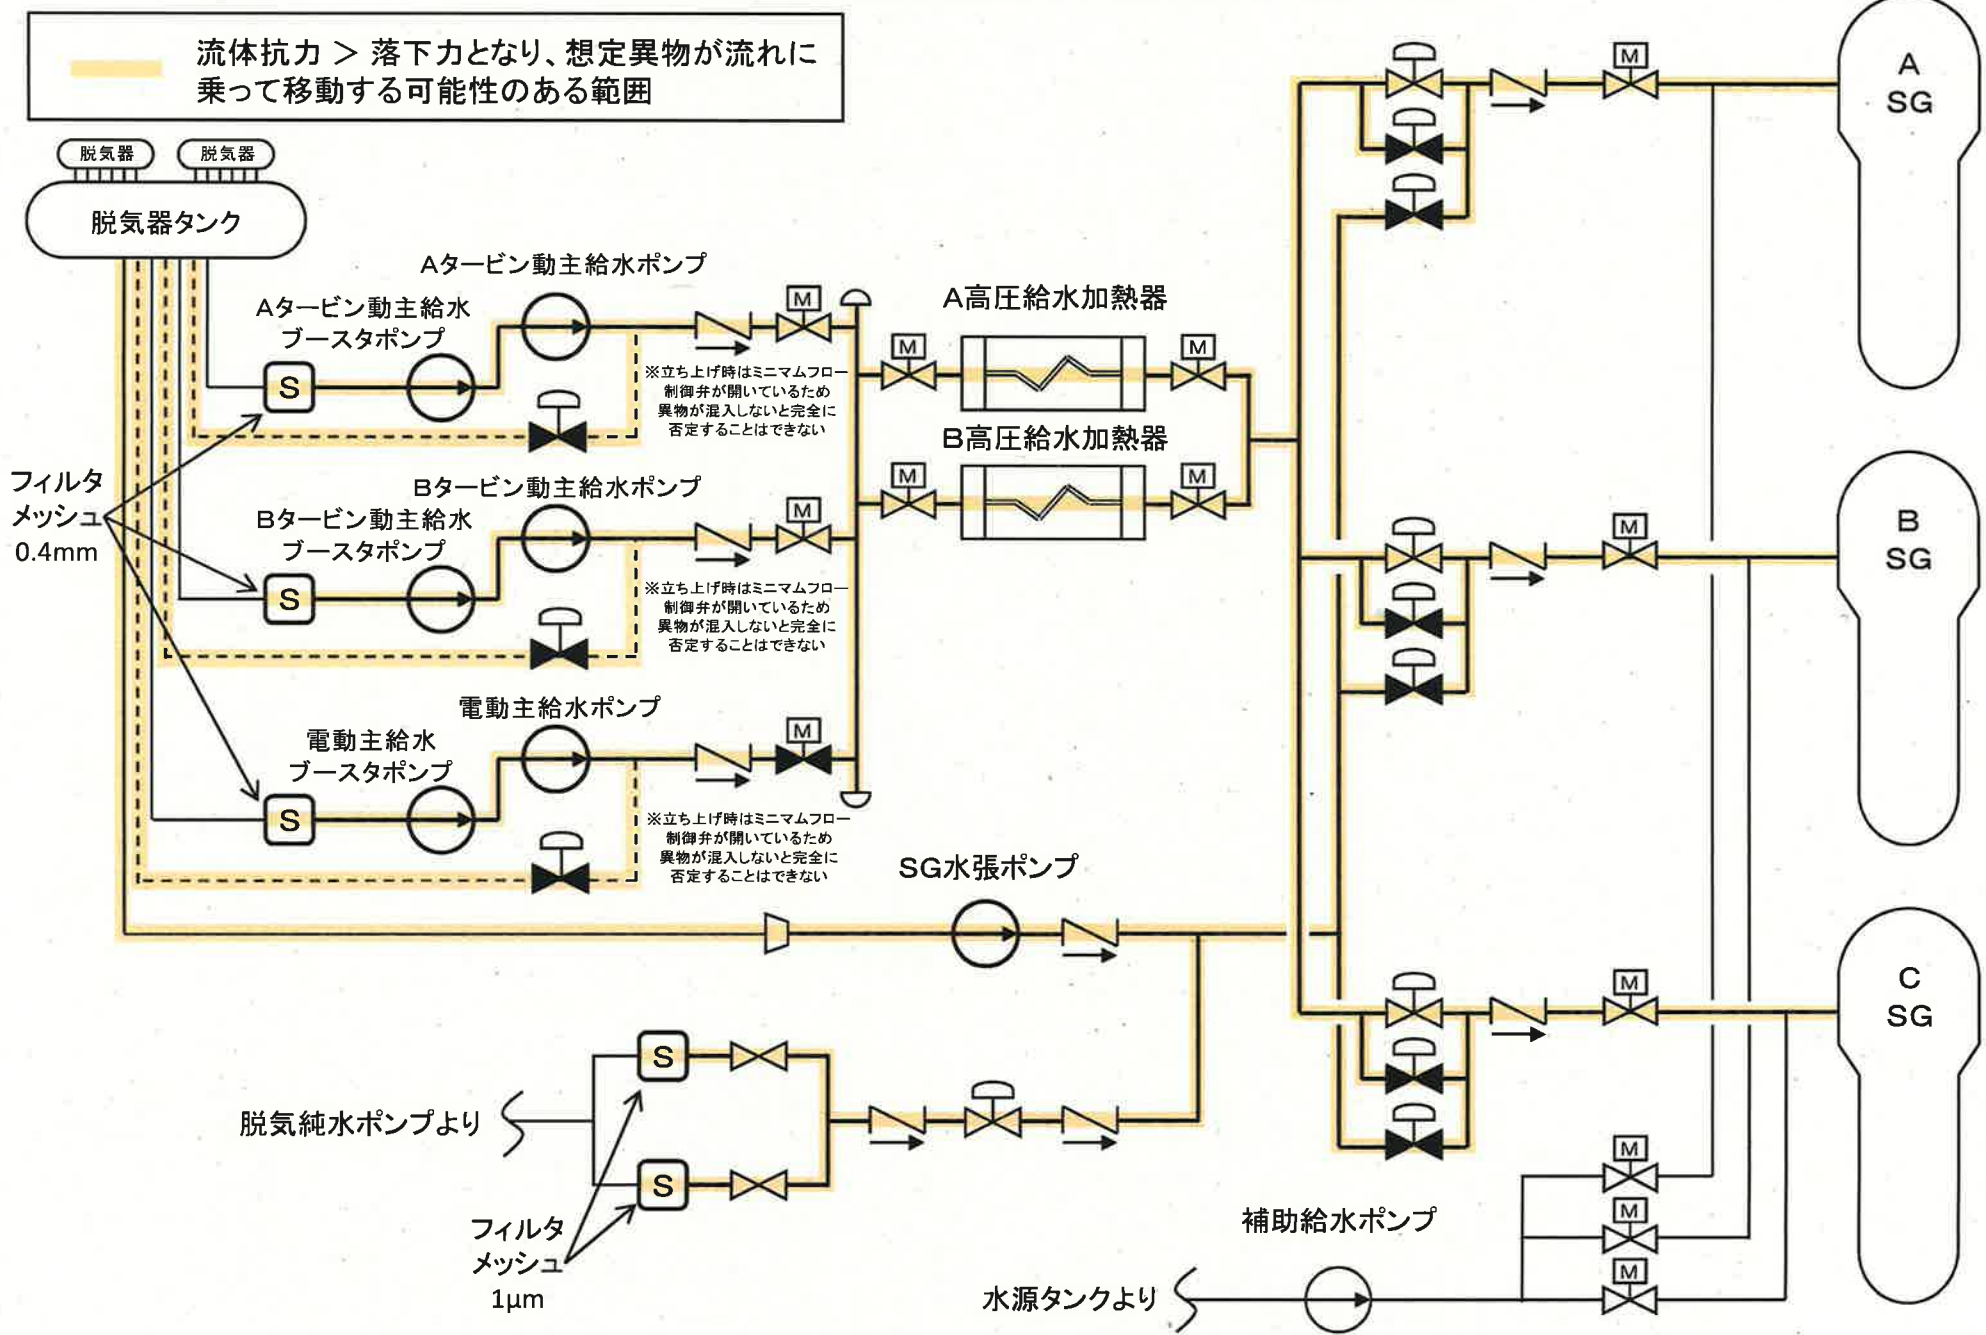 流体抗力 > 落下力となり、想定異物が流れに
乗って移動する可能性のある範囲
脱気器
脱気器
脱気器タンク
Aタービン動主給水ポンプ
Aタービン動主給水
ブースタポンプ
S
M
※立ち上げ時はミニマムフロー
制御弁が開いているため
異物が混入しないと完全に
否定することはできない
フィルタ
メッシュ
0.4mm
Bタービン動主給水ポンプ
Bタービン動主給水
ブースタポンプ
S
M
※立ち上げ時はミニマムフロー
制御弁が開いているため
異物が混入しないと完全に
否定することはできない
電動主給水ポンプ
電動主給水
ブースタポンプ
S
M
※立ち上げ時はミニマムフロー
制御弁が開いているため
異物が混入しないと完全に
否定することはできない
A高圧給水加熱器
M
M
B高圧給水加熱器
M
M
SG水張ポンプ
脱気純水ポンプより
S
S
フィルタ
メッシュ
1μm
M
A
SG
M
B
SG
M
C
SG
補助給水ポンプ
水源タンクより
M
M
M